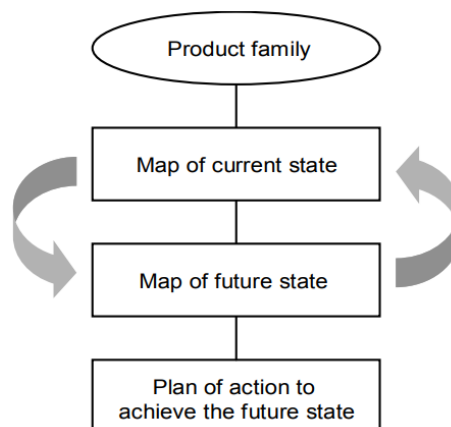 Product family
Map of current state
Map of future state
Plan of action to
achieve the future state